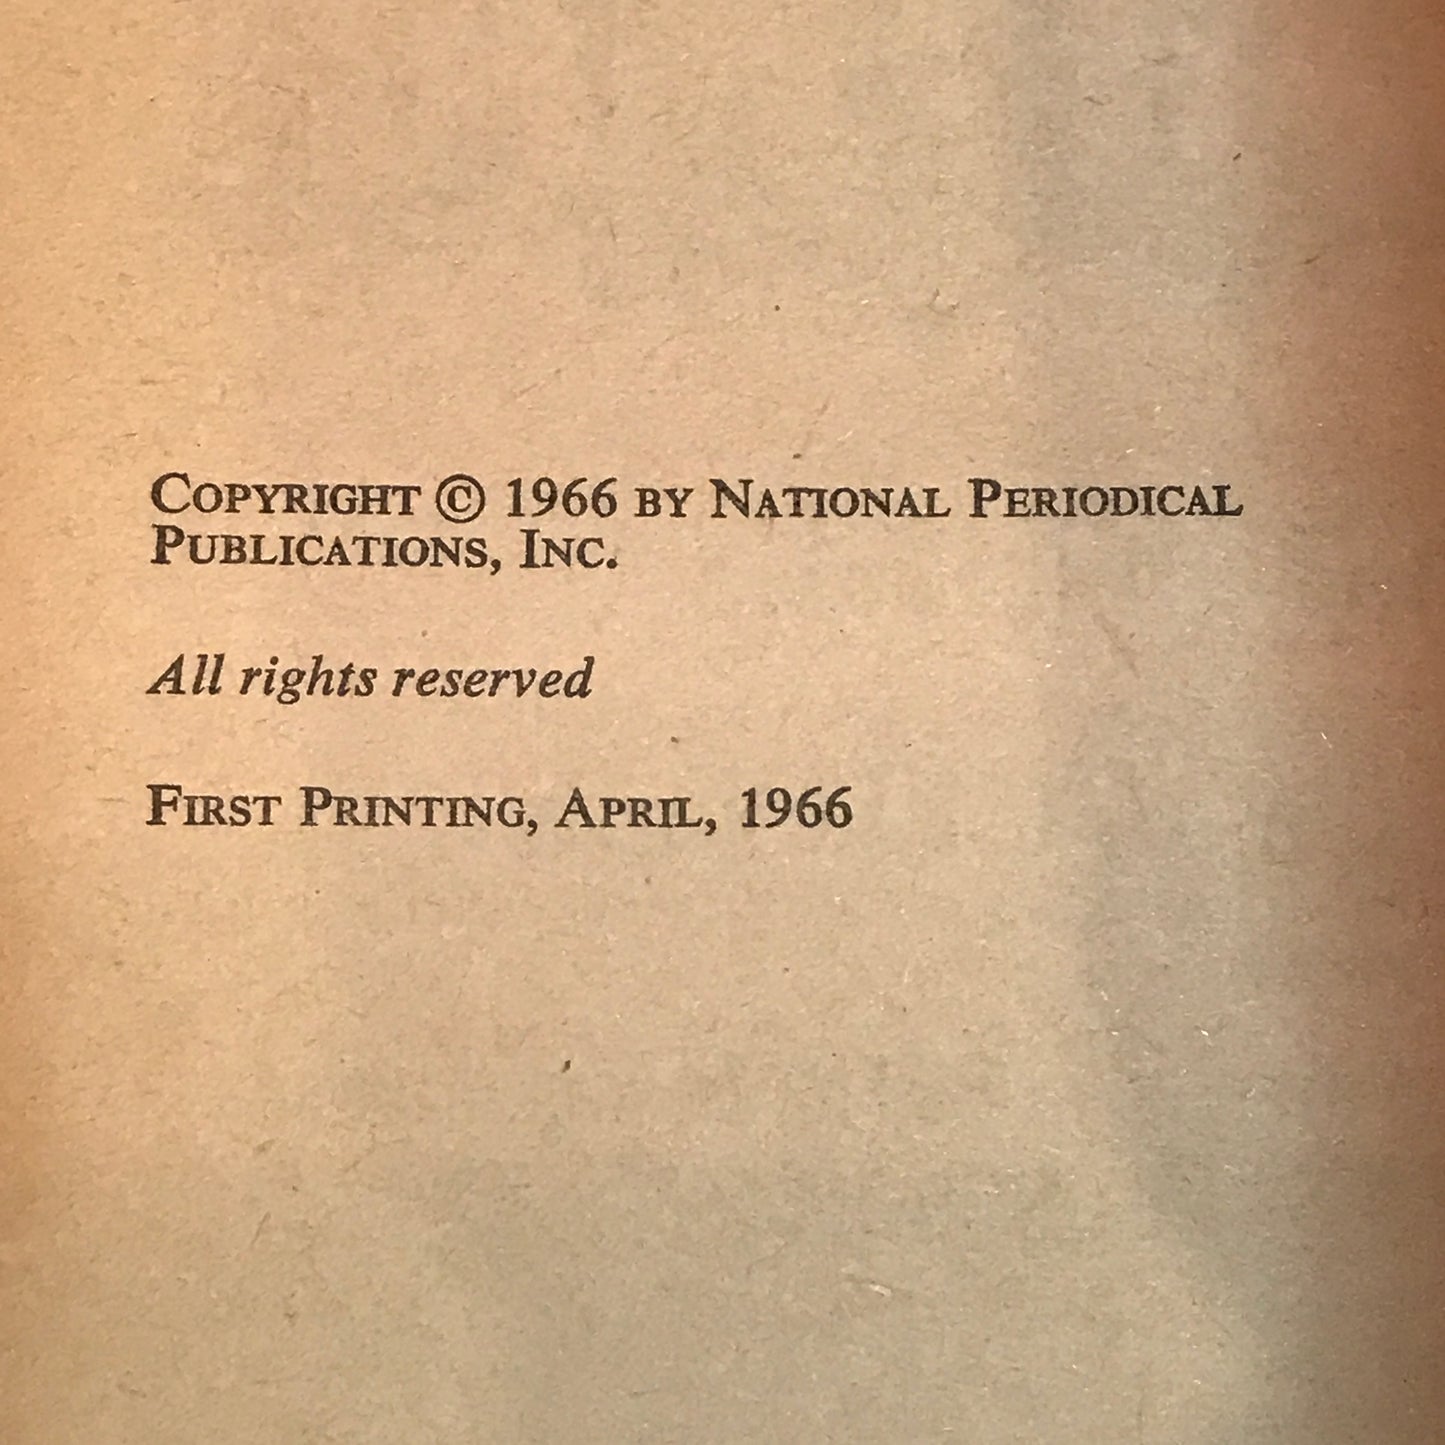 Copyright © 1966 by National Periodical
Publications, Inc.
All rights reserved
First Printing, April, 1966